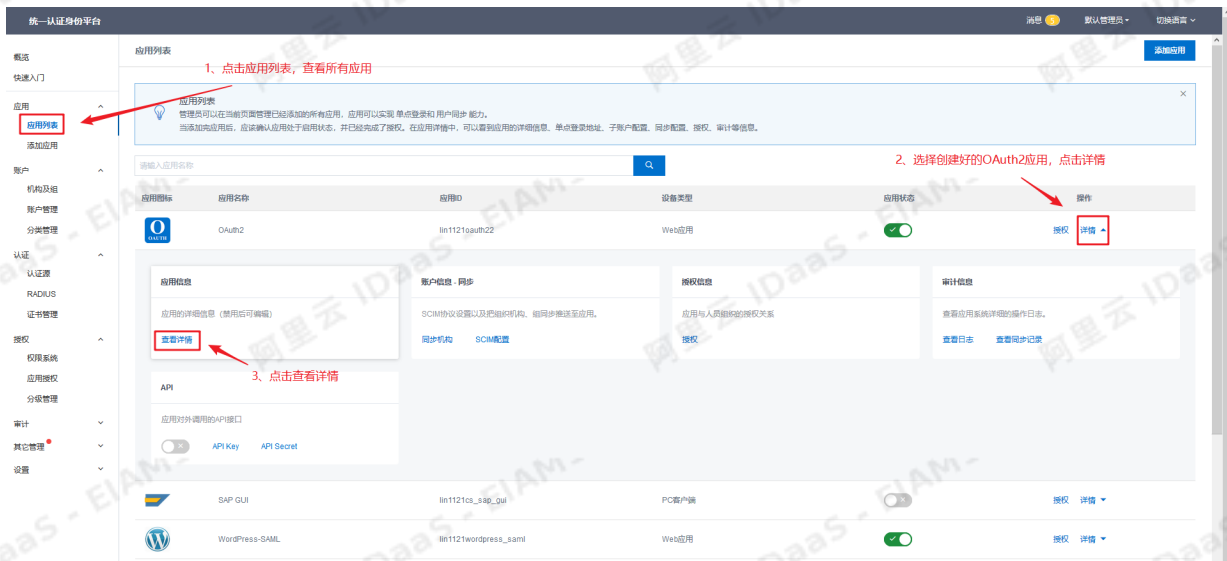 统一认证身份平台
消息 5 默认管理员 切换语言
概览
快速入门
应用
应用列表
添加应用
账户
机构及组
账户管理
分类管理
认证
认证源
RADIUS
证书管理
授权
权限系统
应用授权
分级管理
审计
其它管理
设置
应用列表
添加应用
1、点击应用列表，查看所有应用
应用列表
管理员可以在当前页面管理已经添加的所有应用，应用可以实现 单点登录和 用户同步 能力。
当添加完应用后，应该确认应用处于启用状态，并已经完成了授权。在应用详情中，可以看到应用的详细信息、单点登录地址、子账户配置、同步配置、授权、审计等信息。
请输入应用名称
2、选择创建好的OAuth2应用，点击详情
应用图标 应用名称 应用ID 设备类型 应用状态 操作
OAUTH
OAuth2 lin1121oauth22 Web应用 授权 详情
应用信息
应用的详细信息（禁用后可编辑）
查看详情
账户信息 - 同步
SCIM协议设置以及把组织机构、组同步推送至应用。
同步机构 SCIM配置
授权信息
应用与人员组织的授权关系
授权
审计信息
查看应用系统详细的操作日志。
查看日志 查看同步记录
3、点击查看详情
API
应用对外调用的API接口
API Key API Secret
SAP GUI lin1121cs_sap_gui PC客户端 授权 详情
WordPress-SAML lin1121wordpress_saml Web应用 授权 详情
阿里云 IDaaS - EIAM